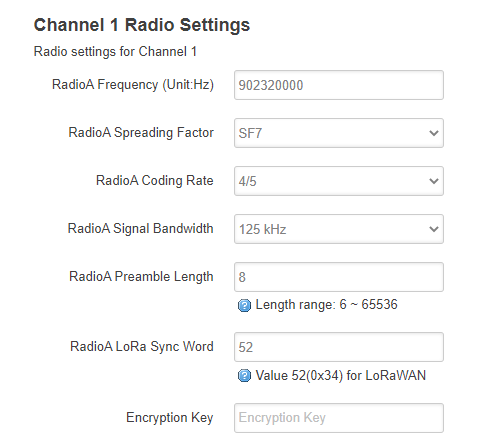 Channel 1 Radio Settings
Radio settings for Channel 1
RadioA Frequency (Unit:Hz) 902320000
RadioA Spreading Factor SF7
RadioA Coding Rate 4/5
RadioA Signal Bandwidth 125 kHz
RadioA Preamble Length 8
? Length range: 6 ~ 65536
RadioA LoRa Sync Word 52
? Value 52(0x34) for LoRaWAN
Encryption Key Encryption Key